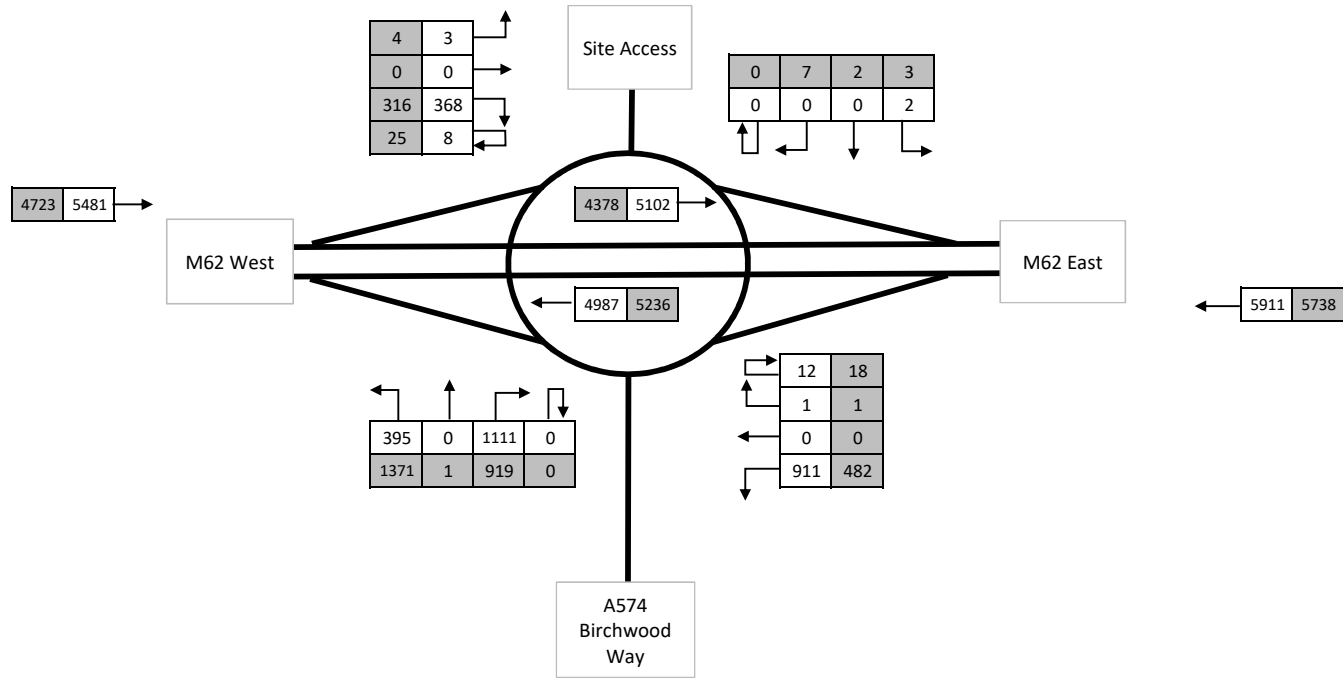 4 3
0 0
316 368
25 8
Site Access
0 7 2 3
0 0 0 2
4723 5481
4378 5102
M62 West
M62 East
4987 5236
5911 5738
395 0 1111 0
1371 1 919 0
12 18
1 1
0 0
911 482
A574
Birchwood
Way